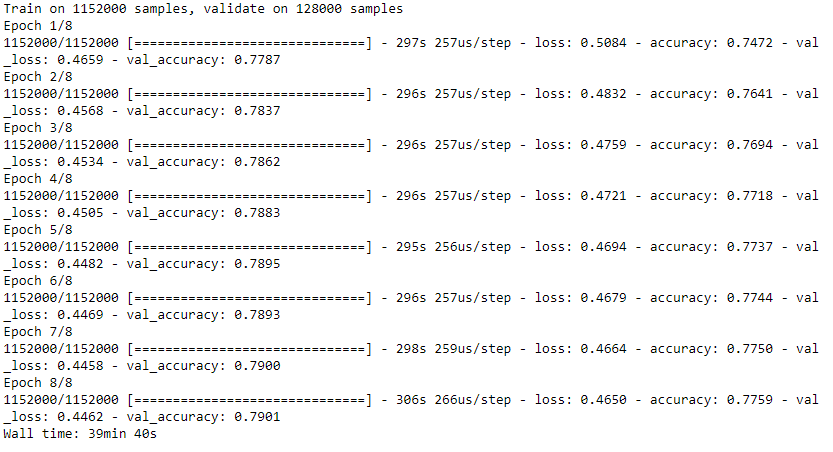 Train on 1152000 samples, validate on 128000 samples
Epoch 1/8
1152000/1152000 [==============================] - 297s 257us/step - loss: 0.5084 - accuracy: 0.7472 - val
_loss: 0.4659 - val_accuracy: 0.7787
Epoch 2/8
1152000/1152000 [==============================] - 296s 257us/step - loss: 0.4832 - accuracy: 0.7641 - val
_loss: 0.4568 - val_accuracy: 0.7837
Epoch 3/8
1152000/1152000 [==============================] - 296s 257us/step - loss: 0.4759 - accuracy: 0.7694 - val
_loss: 0.4534 - val_accuracy: 0.7862
Epoch 4/8
1152000/1152000 [==============================] - 296s 257us/step - loss: 0.4721 - accuracy: 0.7718 - val
_loss: 0.4505 - val_accuracy: 0.7883
Epoch 5/8
1152000/1152000 [==============================] - 295s 256us/step - loss: 0.4694 - accuracy: 0.7737 - val
_loss: 0.4482 - val_accuracy: 0.7895
Epoch 6/8
1152000/1152000 [==============================] - 296s 257us/step - loss: 0.4679 - accuracy: 0.7744 - val
_loss: 0.4469 - val_accuracy: 0.7893
Epoch 7/8
1152000/1152000 [==============================] - 298s 259us/step - loss: 0.4664 - accuracy: 0.7750 - val
_loss: 0.4458 - val_accuracy: 0.7900
Epoch 8/8
1152000/1152000 [==============================] - 306s 266us/step - loss: 0.4650 - accuracy: 0.7759 - val
_loss: 0.4462 - val_accuracy: 0.7901
Wall time: 39min 40s